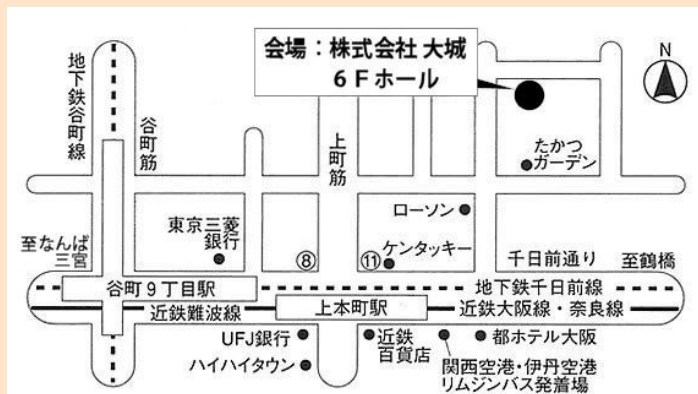 会場：株式会社 大城
6Fホール
N
地下鉄谷町線
谷町筋
上町筋
たかつ
ガーデン
ローソン
東京三菱
銀行
至なんば
三宮
⑧
⑪
ケンタッキー
千日前通り
至鶴橋
谷町9丁目駅
地下鉄千日前線
近鉄難波線
上本町駅
近鉄大阪線・奈良線
UFJ銀行
近鉄
百貨店
都ホテル大阪
ハイハイタウン
関西空港・伊丹空港
リムジンバス発着場